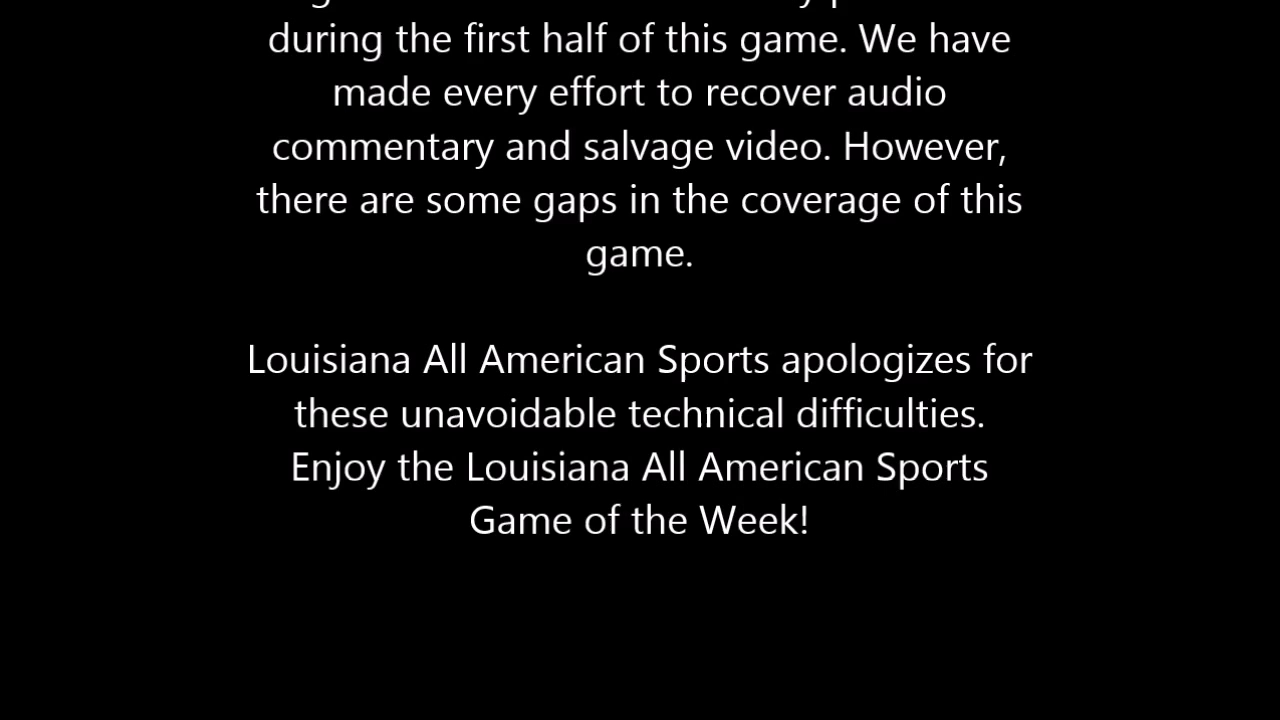 during the first half of this game. We have
made every effort to recover audio
commentary and salvage video. However,
there are some gaps in the coverage of this
game.
Louisiana All American Sports apologizes for
these unavoidable technical difficulties.
Enjoy the Louisiana All American Sports
Game of the Week!